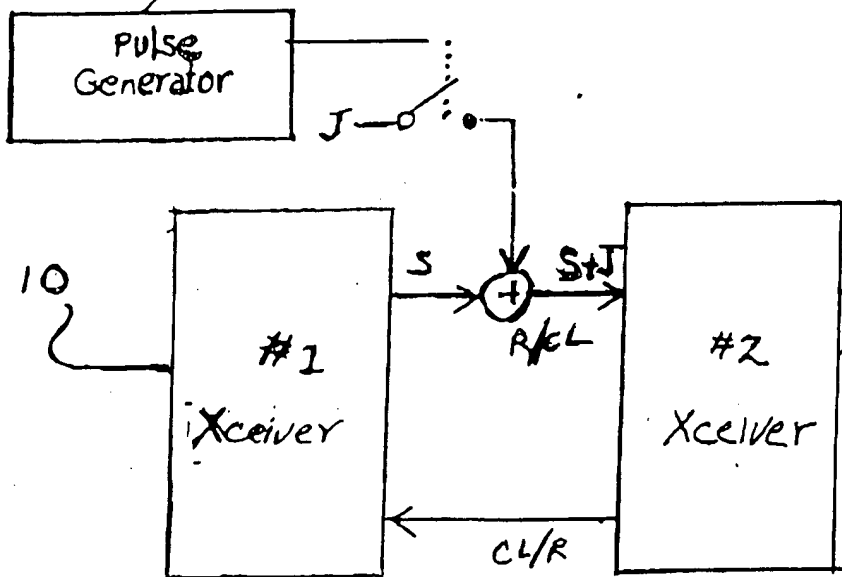 Pulse
Generator
J
S
+
S+J
R/CL
10
#1
Xceiver
#2
Xceiver
CL/R